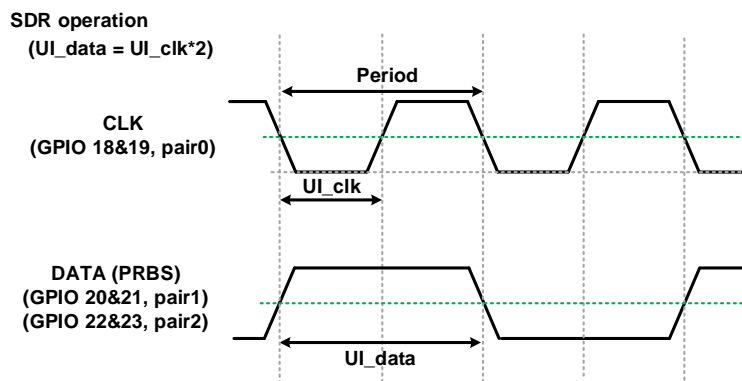 SDR operation
(UI_data = UI_clk*2)
Period
CLK
(GPIO 18&19, pair0)
UI_clk
DATA (PRBS)
(GPIO 20&21, pair1)
(GPIO 22&23, pair2)
UI_data